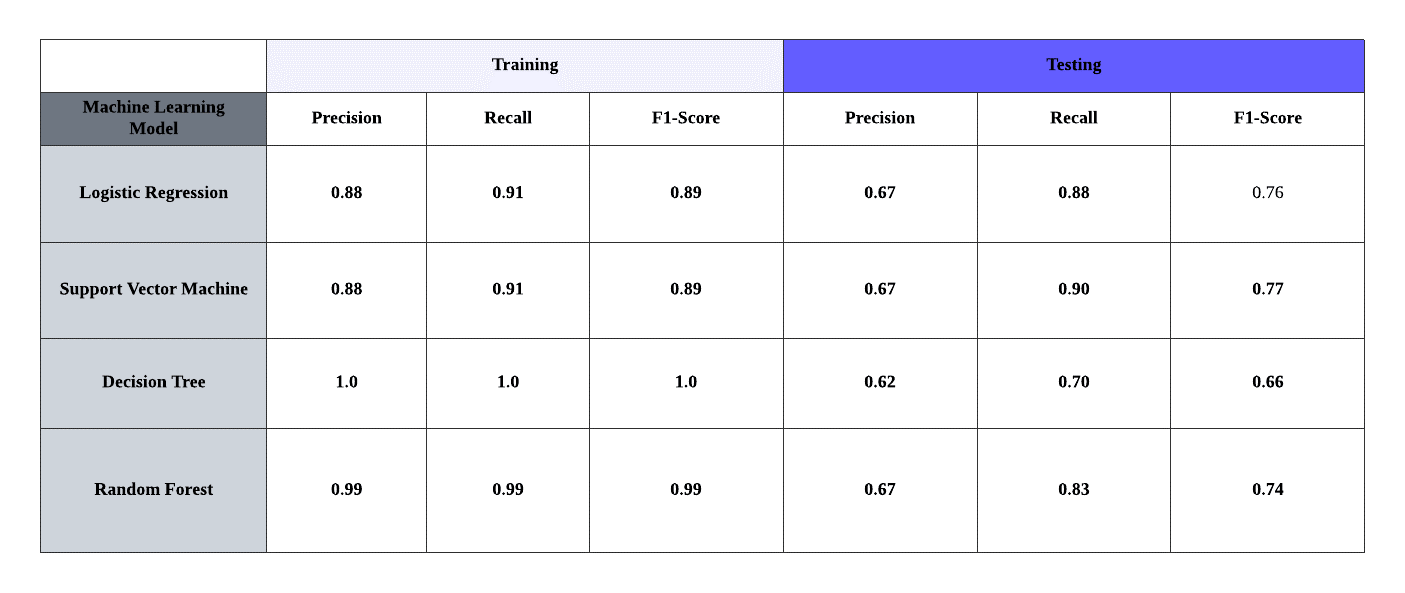 Training Testing
Machine Learning
Model
Precision Recall F1-Score Precision Recall F1-Score
Logistic Regression 0.88 0.91 0.89 0.67 0.88 0.76
Support Vector Machine 0.88 0.91 0.89 0.67 0.90 0.77
Decision Tree 1.0 1.0 1.0 0.62 0.70 0.66
Random Forest 0.99 0.99 0.99 0.67 0.83 0.74